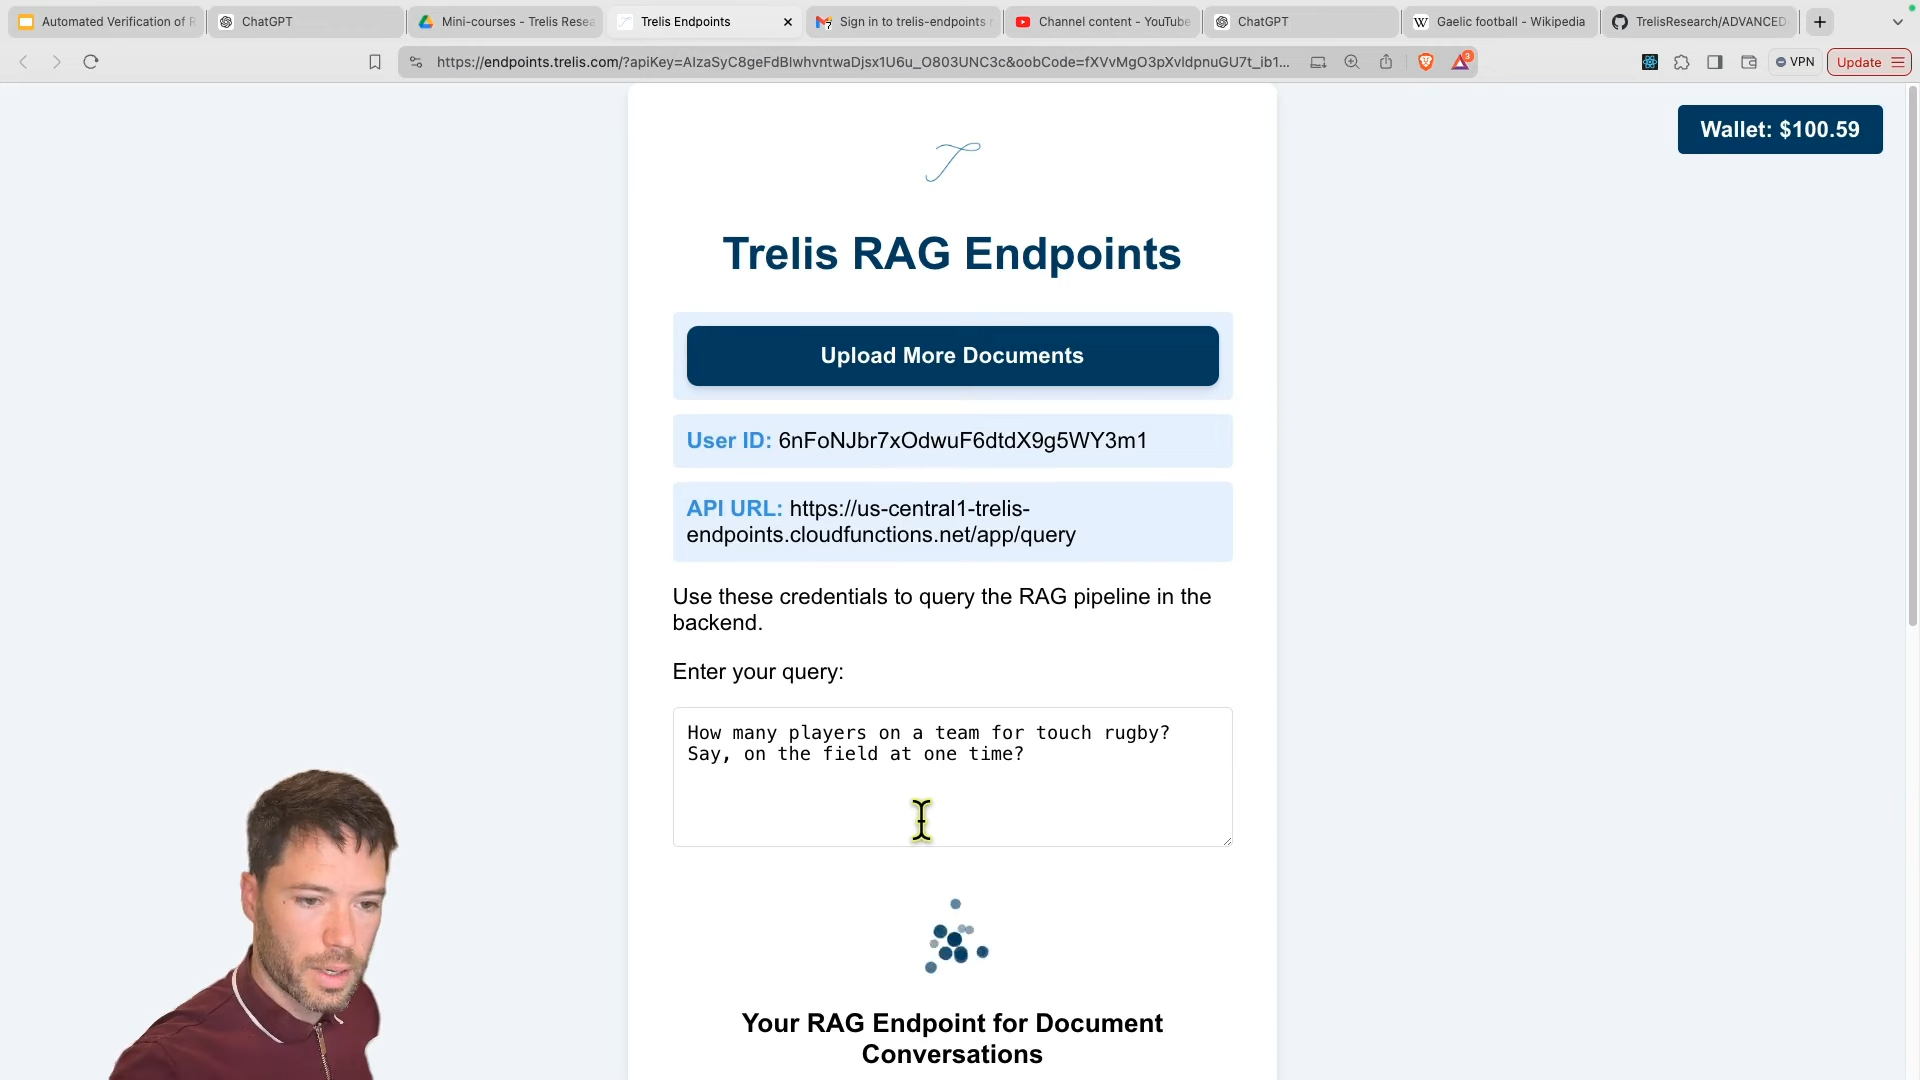 Automated Verification of R
ChatGPT
Mini-courses - Trelis Resea
Trelis Endpoints
Sign in to trelis-endpoints
Channel content - YouTube
ChatGPT
Gaelic football - Wikipedia
TrelisResearch/ADVANCED
https://endpoints.trelis.com/?apiKey=AIzaSyC8geFdBlwhvntwaDjsx1U6u_O803UNC3c&oobCode=fXVvMgO3pXvldpnuGU7t_ib1...
3
VPN
Update
Wallet: $100.59
T
Trelis RAG Endpoints
Upload More Documents
User ID: 6nFoNJbr7xOdwuF6dtdX9g5WY3m1
API URL: https://us-central1-trelis-
endpoints.cloudfunctions.net/app/query
Use these credentials to query the RAG pipeline in the
backend.
Enter your query:
How many players on a team for touch rugby?
Say, on the field at one time?
Your RAG Endpoint for Document
Conversations